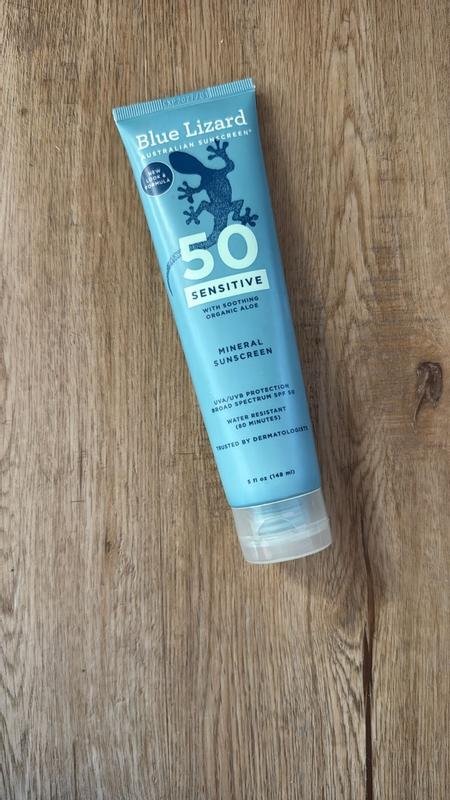 Blue Lizard
AUSTRALIAN SUNSCREEN®
NEW
LOOK &
FORMULA
50
SENSITIVE
WITH SOOTHING
ORGANIC ALOE
MINERAL
SUNSCREEN
UVA/UVB PROTECTION
BROAD SPECTRUM SPF 50
WATER RESISTANT
(80 MINUTES)
TRUSTED BY DERMATOLOGISTS
5 fl oz (148 ml)